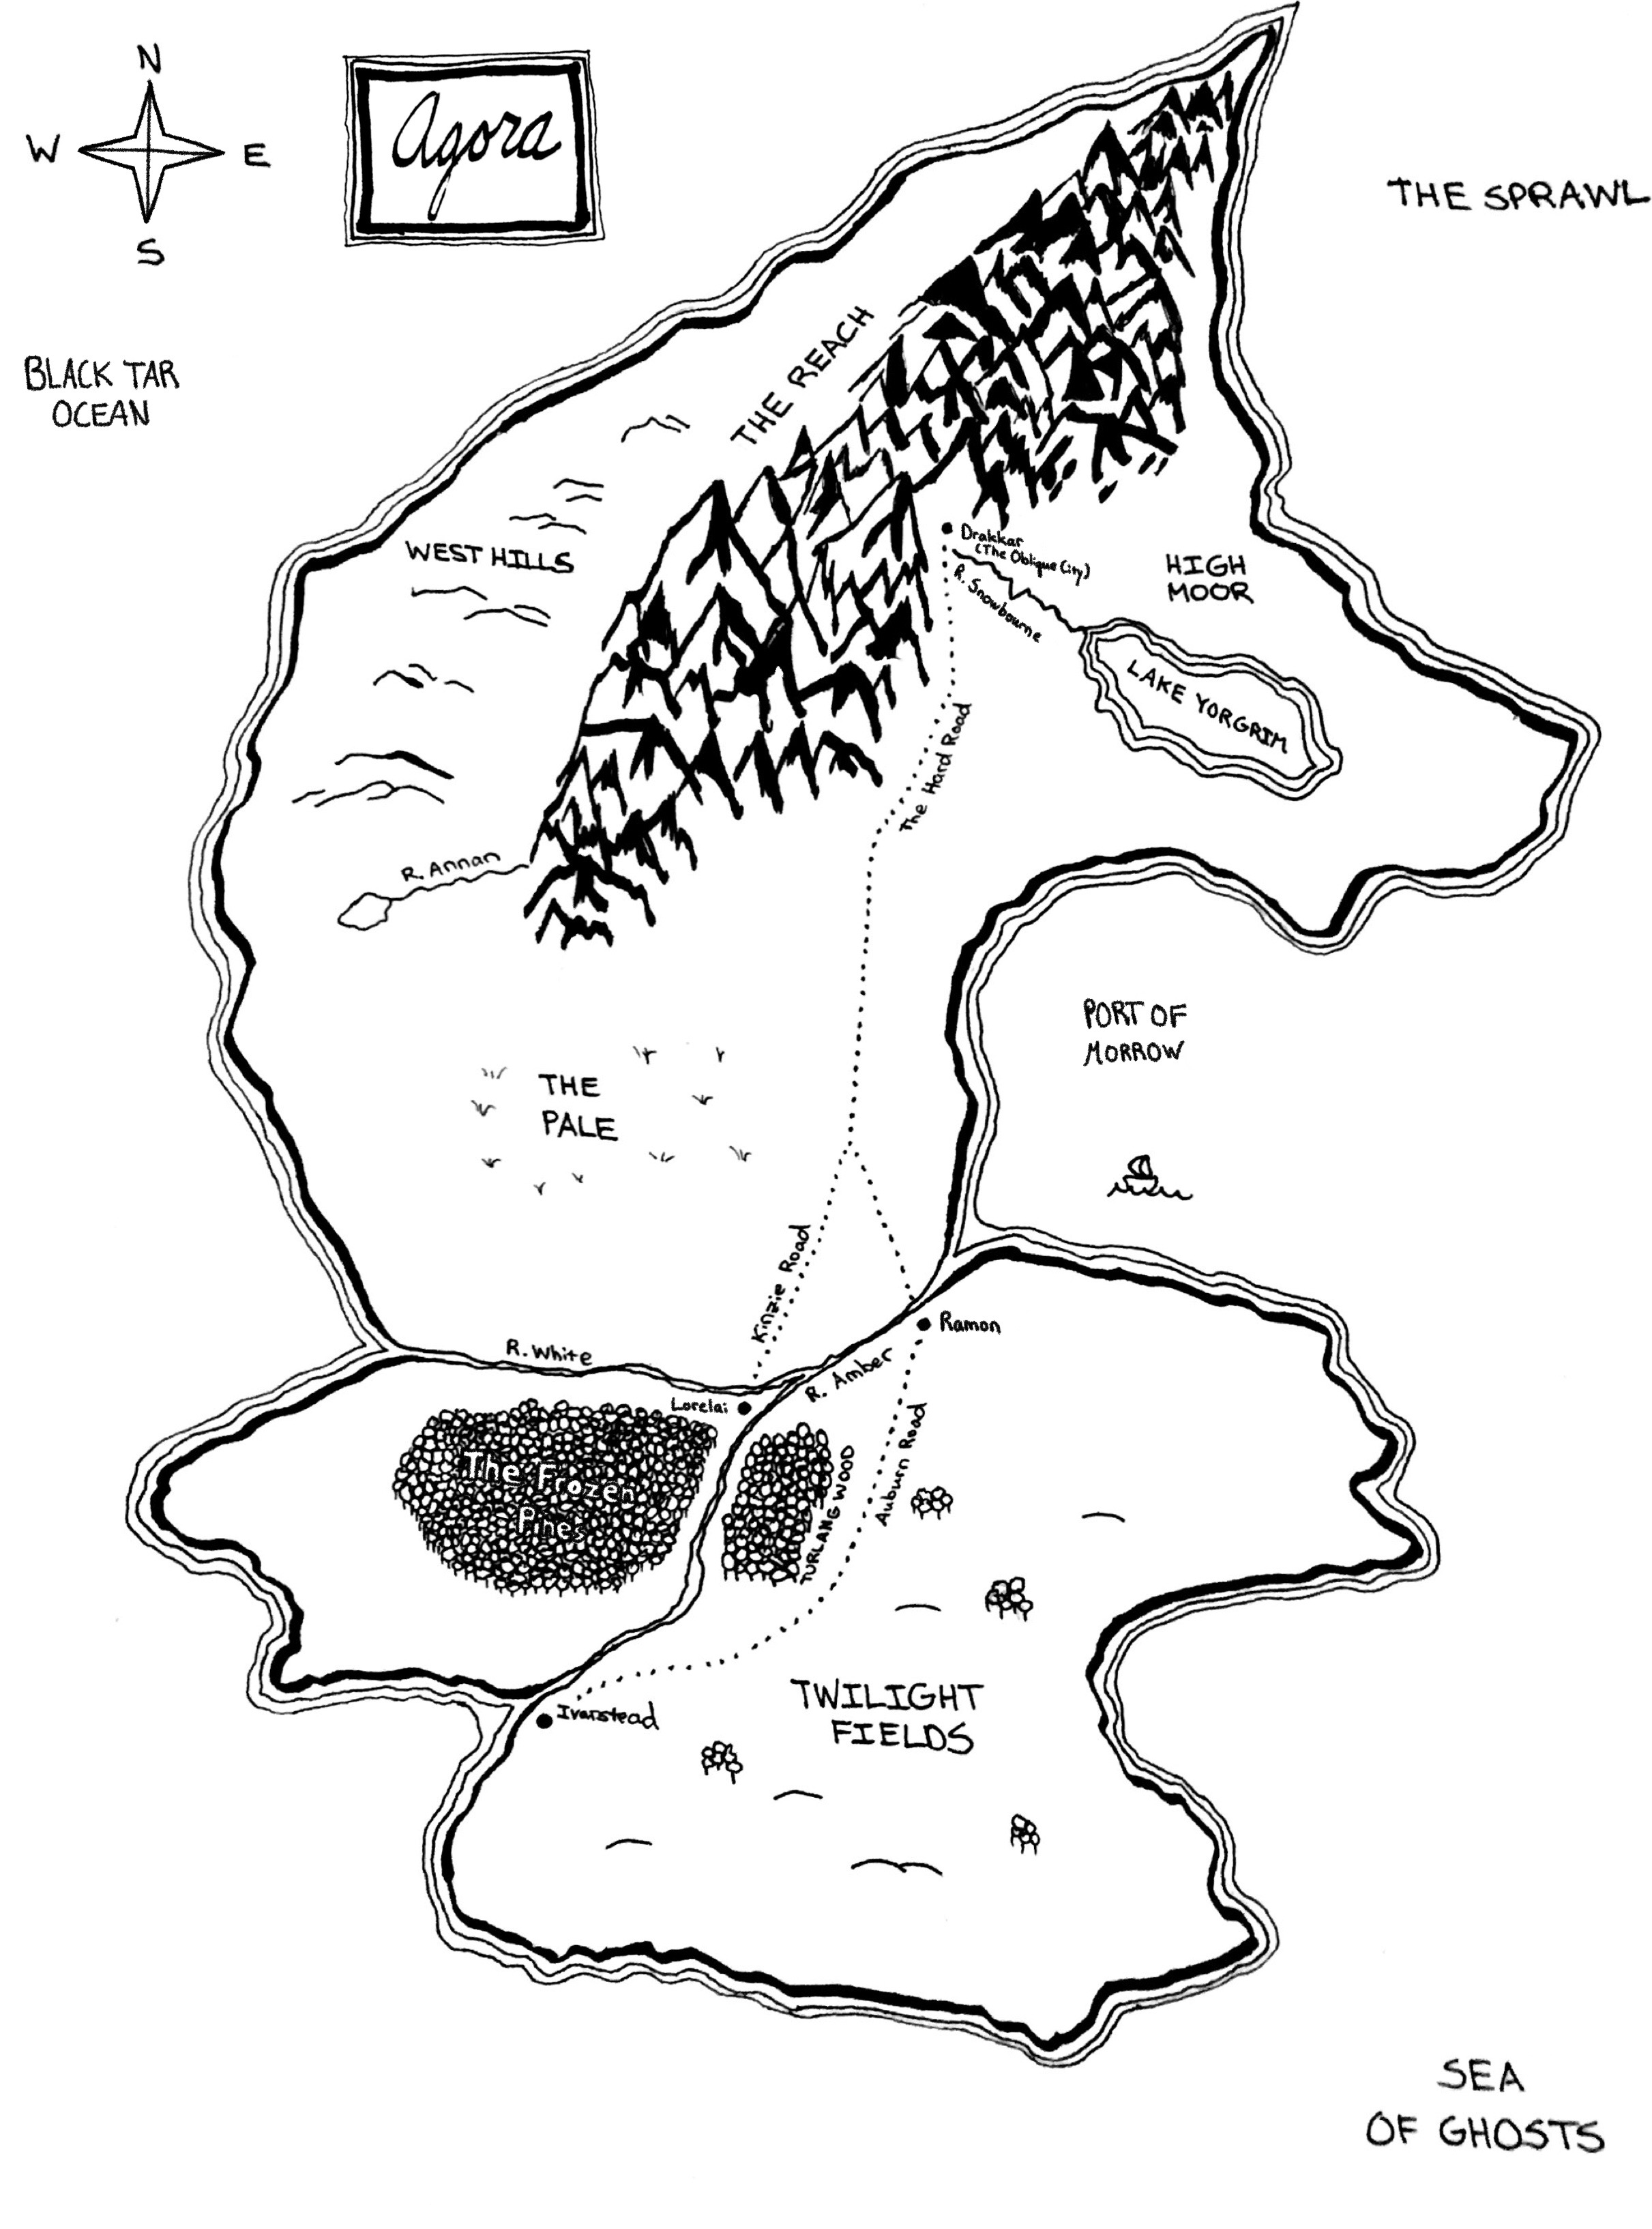 N
W
E
S
Agora
THE SPRAWL
BLACK TAR
OCEAN
THE REACH
WEST HILLS
Drakkar
(The Oblique City)
R. Snowbourne
HIGH
MOOR
LAKE YORGRIM
The Hard Road
R. Annan
PORT OF
MORROW
THE
PALE
Kinzie Road
Ramon
R. White
R. Amber
Lorelai
The Frozen
Pines
TURLANG WOOD
Auburn Road
Ivarstead
TWILIGHT
FIELDS
SEA
OF GHOSTS